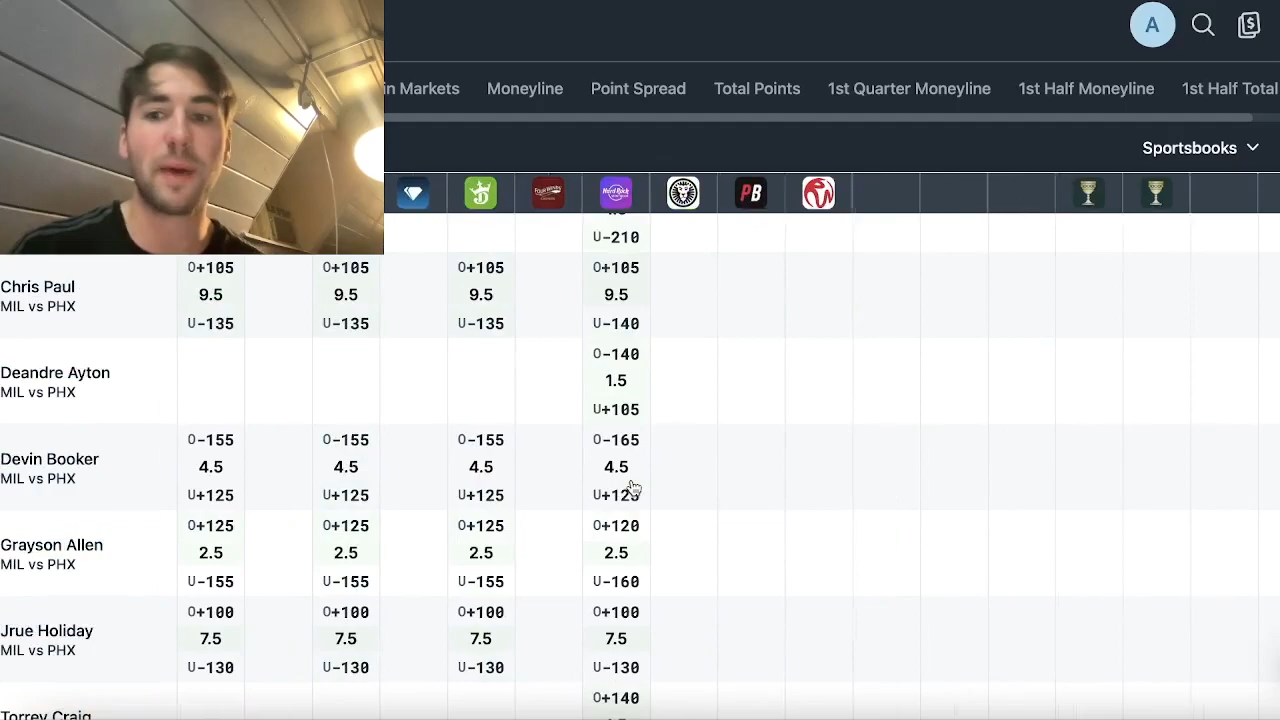 A
in Markets Moneyline Point Spread Total Points 1st Quarter Moneyline 1st Half Moneyline 1st Half Total
Sportsbooks
Hard Rock PB
U-210
Chris Paul
MIL vs PHX
O+105 O+105 O+105 O+105
9.5 9.5 9.5 9.5
U-135 U-135 U-135 U-140
Deandre Ayton
MIL vs PHX
O-140
1.5
U+105
Devin Booker
MIL vs PHX
O-155 O-155 O-155 O-165
4.5 4.5 4.5 4.5
U+125 U+125 U+125 U+125
Grayson Allen
MIL vs PHX
O+125 O+125 O+125 O+120
2.5 2.5 2.5 2.5
U-155 U-155 U-155 U-160
Jrue Holiday
MIL vs PHX
O+100 O+100 O+100 O+100
7.5 7.5 7.5 7.5
U-130 U-130 U-130 U-130
Torrey Craig
O+140